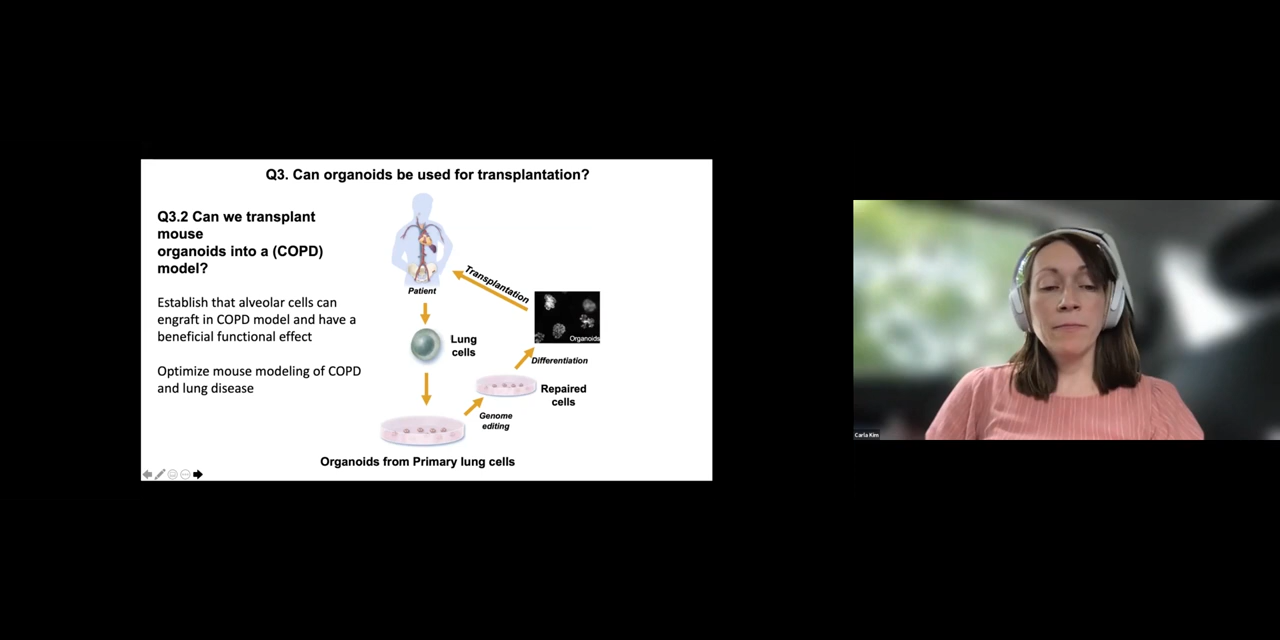 Q3. Can organoids be used for transplantation?
Q3.2 Can we transplant
mouse
organoids into a (COPD)
model?
Establish that alveolar cells can
engraft in COPD model and have a
beneficial functional effect
Optimize mouse modeling of COPD
and lung disease
Patient
Transplantation
Organoids
Lung
cells
Differentiation
Repaired
cells
Genome
editing
Organoids from Primary lung cells
Carla Kim